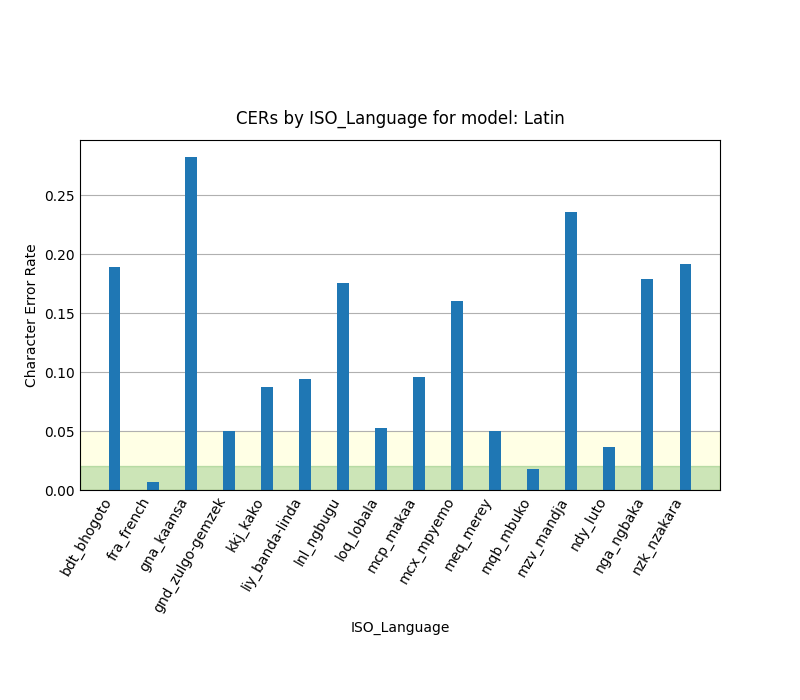 CERs by ISO_Language for model: Latin
Character Error Rate
0.25
0.20
0.15
0.10
0.05
0.00
bdt_bhogoto
fra_french
gna_kaansa
gnd_zulgo-gemzek
kkj_kako
liy_banda-linda
lnl_ngbugu
loq_lobala
mcp_makaa
mcx_mpyemo
meq_merey
mqb_mbuko
mzv_mandja
ndy_luto
nga_ngbaka
nzk_nzakara
ISO_Language